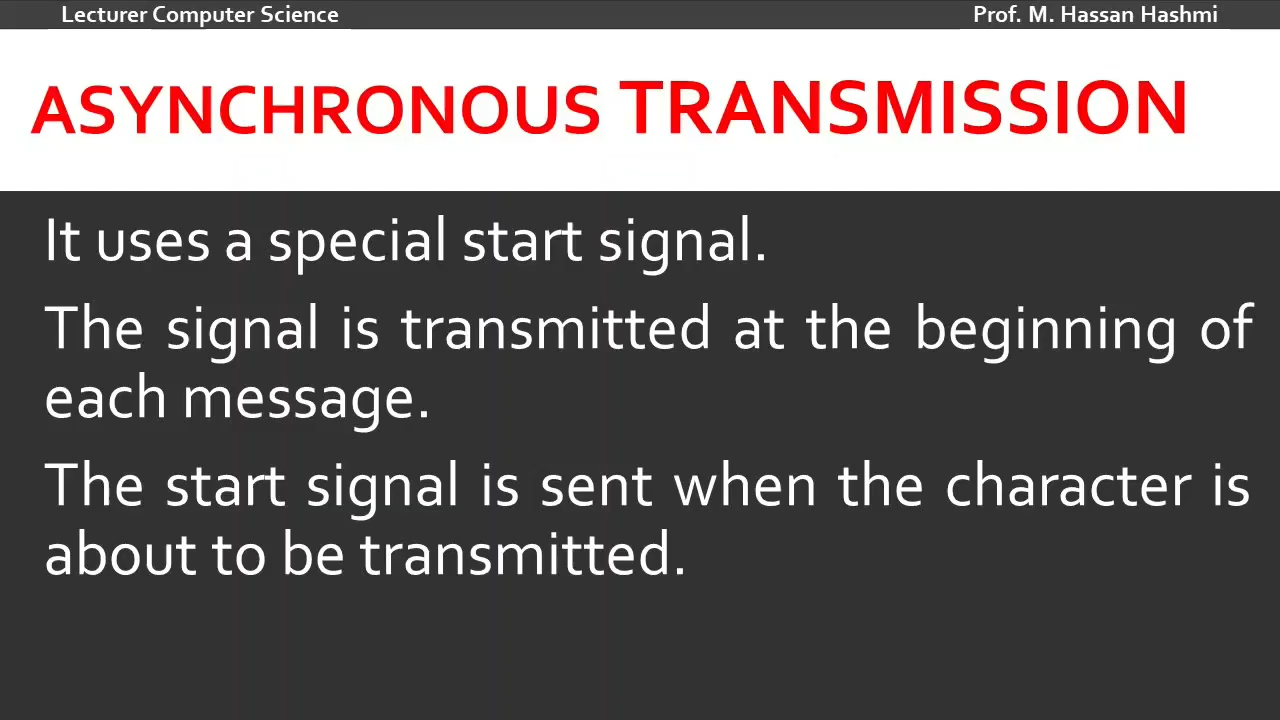 Lecturer Computer Science
Prof. M. Hassan Hashmi
ASYNCHRONOUS TRANSMISSION
It uses a special start signal.
The signal is transmitted at the beginning of
each message.
The start signal is sent when the character is
about to be transmitted.